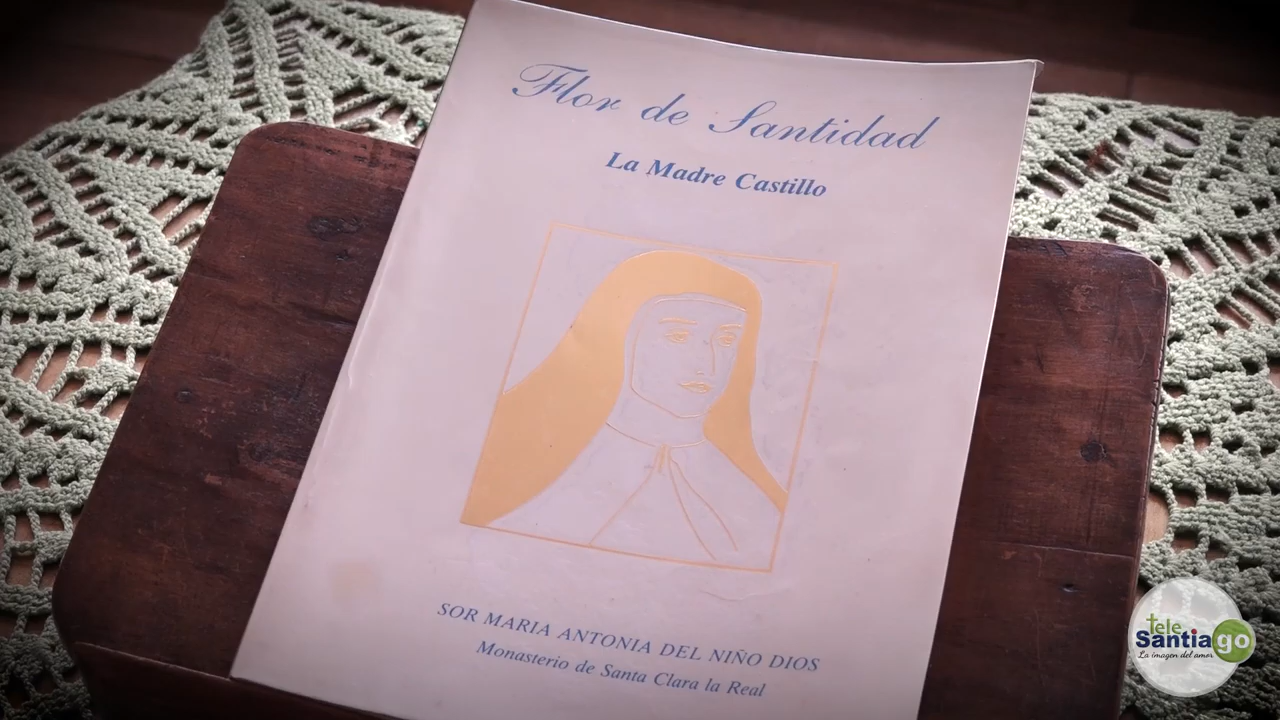 Flor de Santidad
La Madre Castillo
SOR MARIA ANTONIA DEL NIÑO DIOS
Monasterio de Santa Clara la Real
tele
Santiago
La imagen del amor